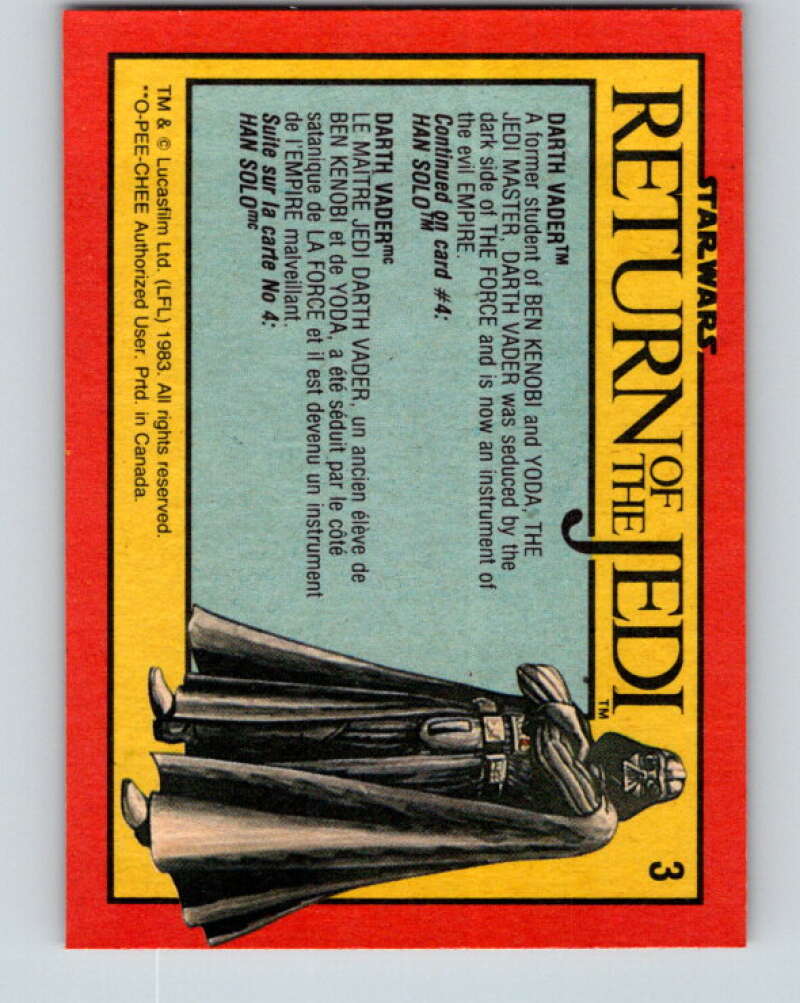 STAR WARS
RETURN
OF
THE
JEDI™
3
DARTH VADER™
A former student of BEN KENOBI and YODA, THE
JEDI MASTER, DARTH VADER was seduced by the
dark side of THE FORCE and is now an instrument of
the evil EMPIRE.
Continued on card #4:
HAN SOLO™
DARTH VADERmc
LE MAITRE JEDI DARTH VADER, un ancien élève de
BEN KENOBI et de YODA, a été séduit par le côté
satanique de LA FORCE et il est devenu un instrument
de l'EMPIRE malveillant.
Suite sur la carte No 4:
HAN SOLOmc
TM & © Lucasfilm Ltd. (LFL) 1983. All rights reserved.
**O-PEE-CHEE Authorized User. Prtd. in Canada.